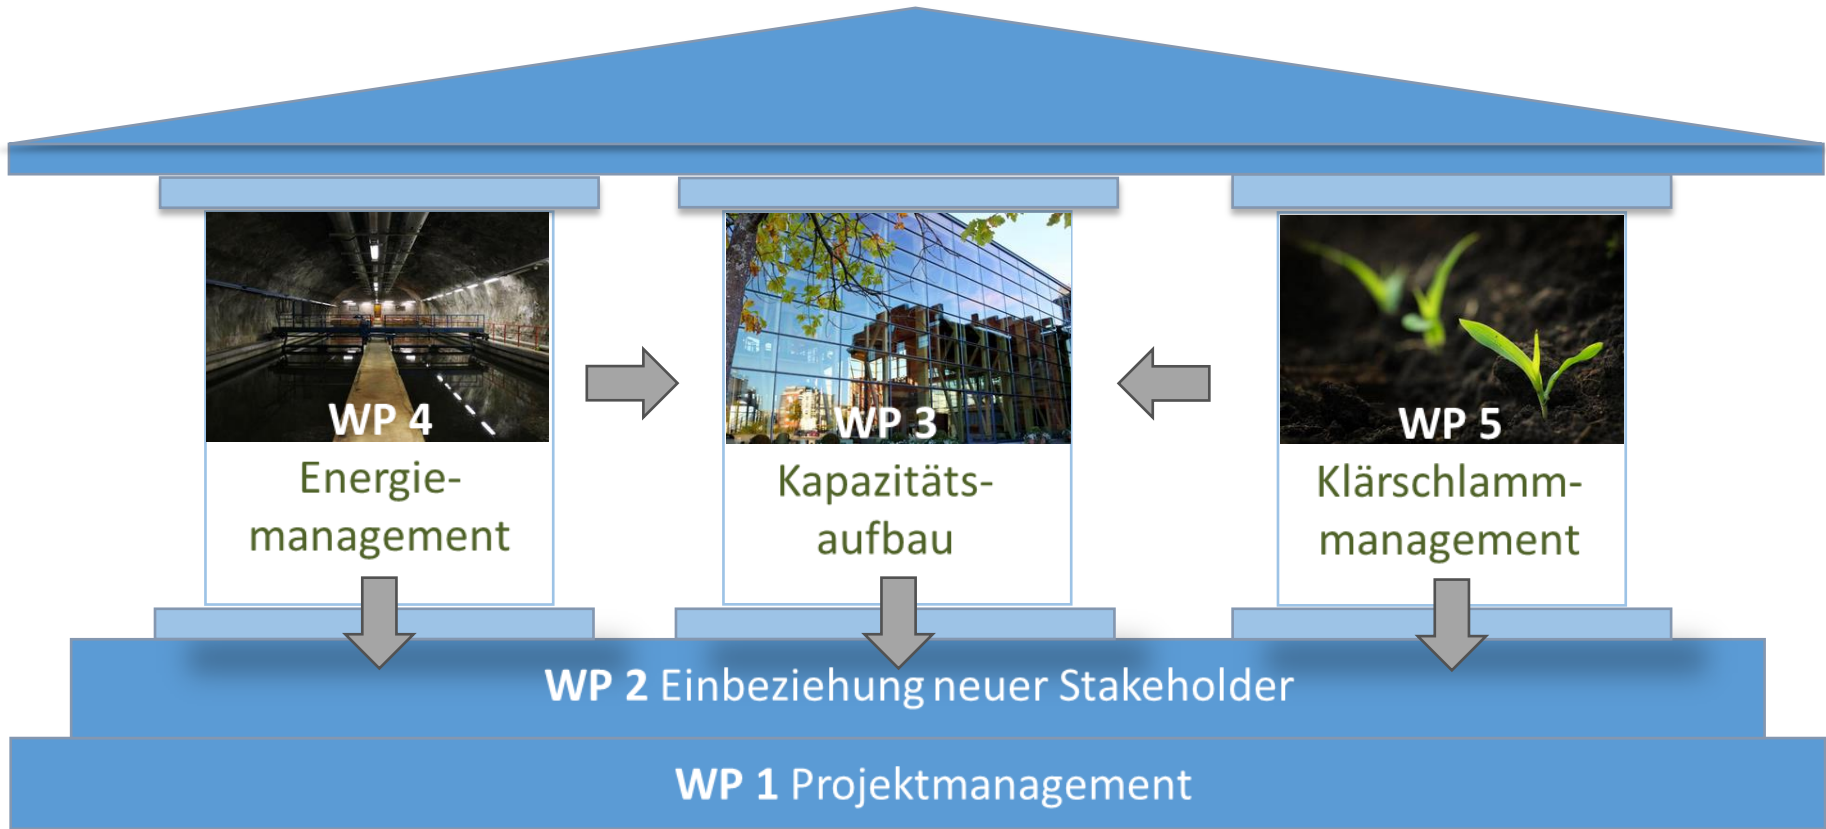 WP 4
Energie-
management
WP 3
Kapazitäts-
aufbau
WP 5
Klärschlamm-
management
WP 2 Einbeziehung neuer Stakeholder
WP 1 Projektmanagement